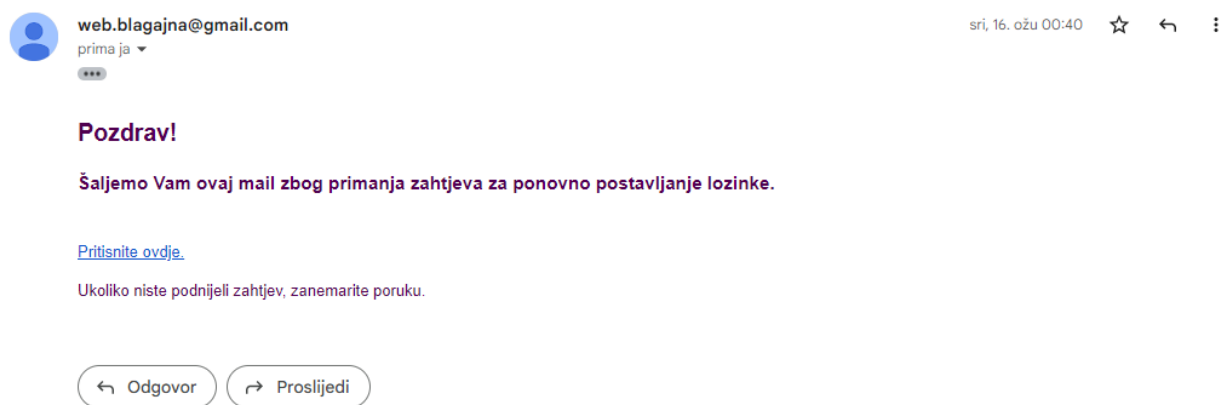 web.blagajna@gmail.com
sri, 16. ožu 00:40
prima ja
Pozdrav!
Šaljemo Vam ovaj mail zbog primanja zahtjeva za ponovno postavljanje lozinke.
Pritisnite ovdje.
Ukoliko niste podnijeli zahtjev, zanemarite poruku.
Odgovor
Proslijedi